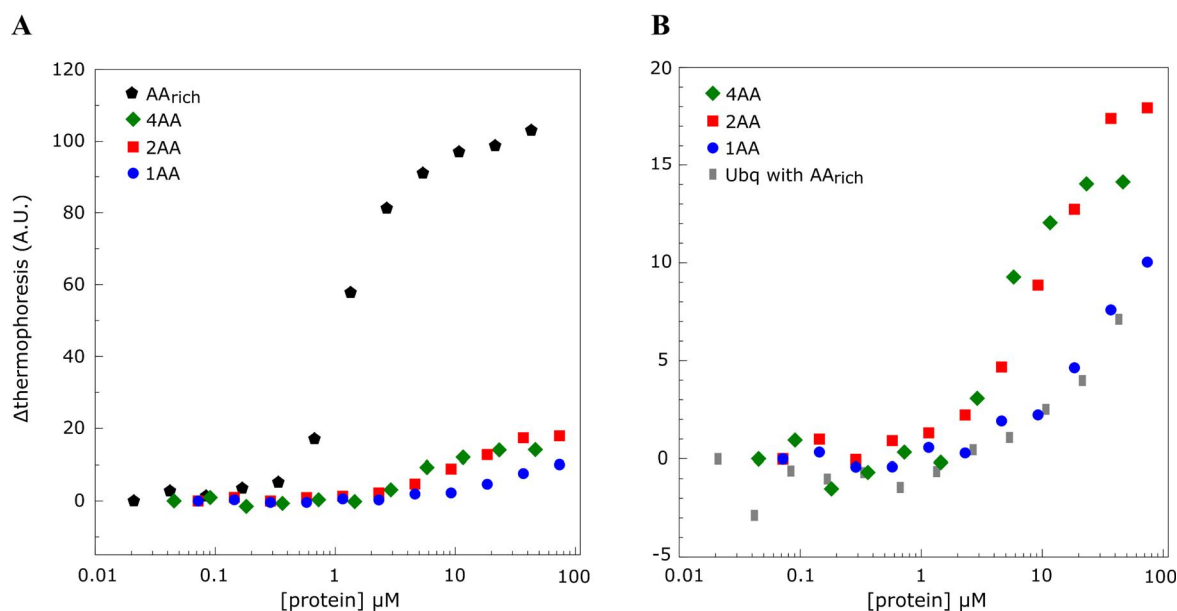 A
120
100
80
60
40
20
0
Δthermophoresis (A.U.)
AArich
4AA
2AA
1AA
0.01
0.1
1
10
100
[protein] μM
B
20
15
10
5
0
-5
4AA
2AA
1AA
Ubq with AArich
0.01
0.1
1
10
100
[protein] μM